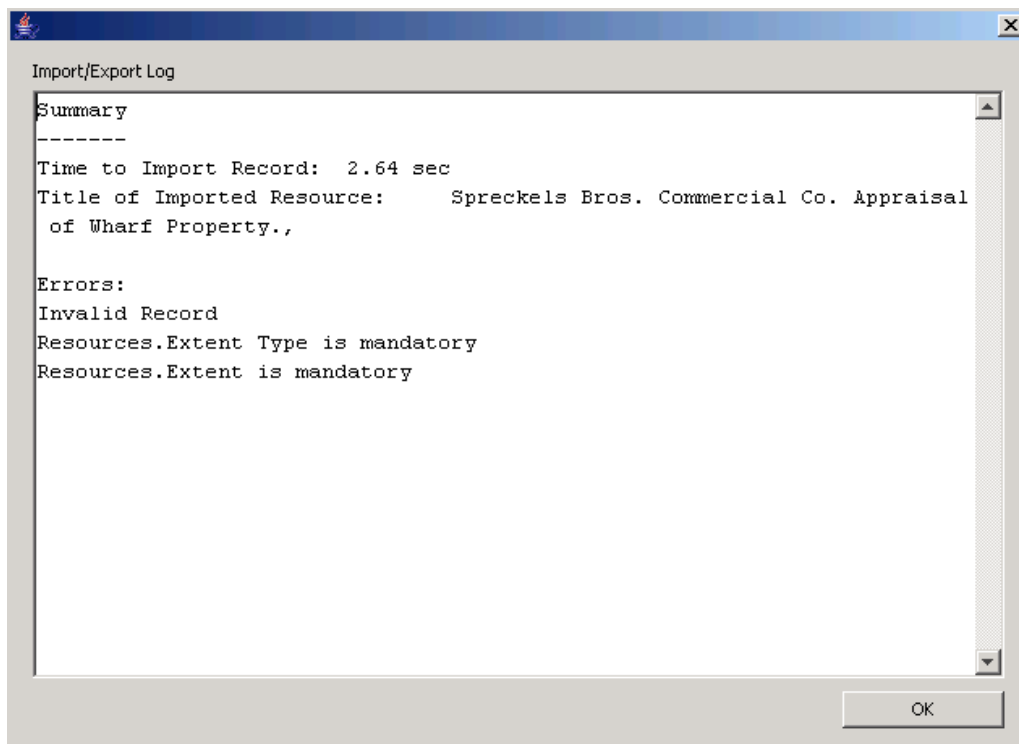 Import/Export Log
Summary
-------
Time to Import Record:  2.64 sec
Title of Imported Resource:     Spreckels Bros. Commercial Co. Appraisal
of Wharf Property.,
Errors:
Invalid Record
Resources.Extent Type is mandatory
Resources.Extent is mandatory
OK